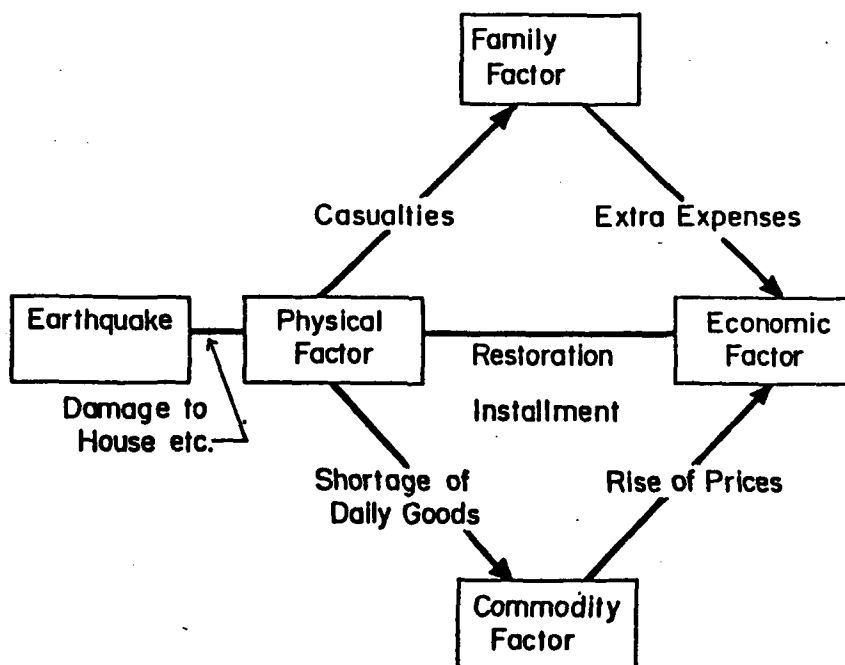 Family
Factor
Casualties
Extra Expenses
Earthquake
Physical
Factor
Economic
Factor
Restoration
Damage to
House etc.
Installment
Shortage of
Daily Goods
Rise of Prices
Commodity
Factor